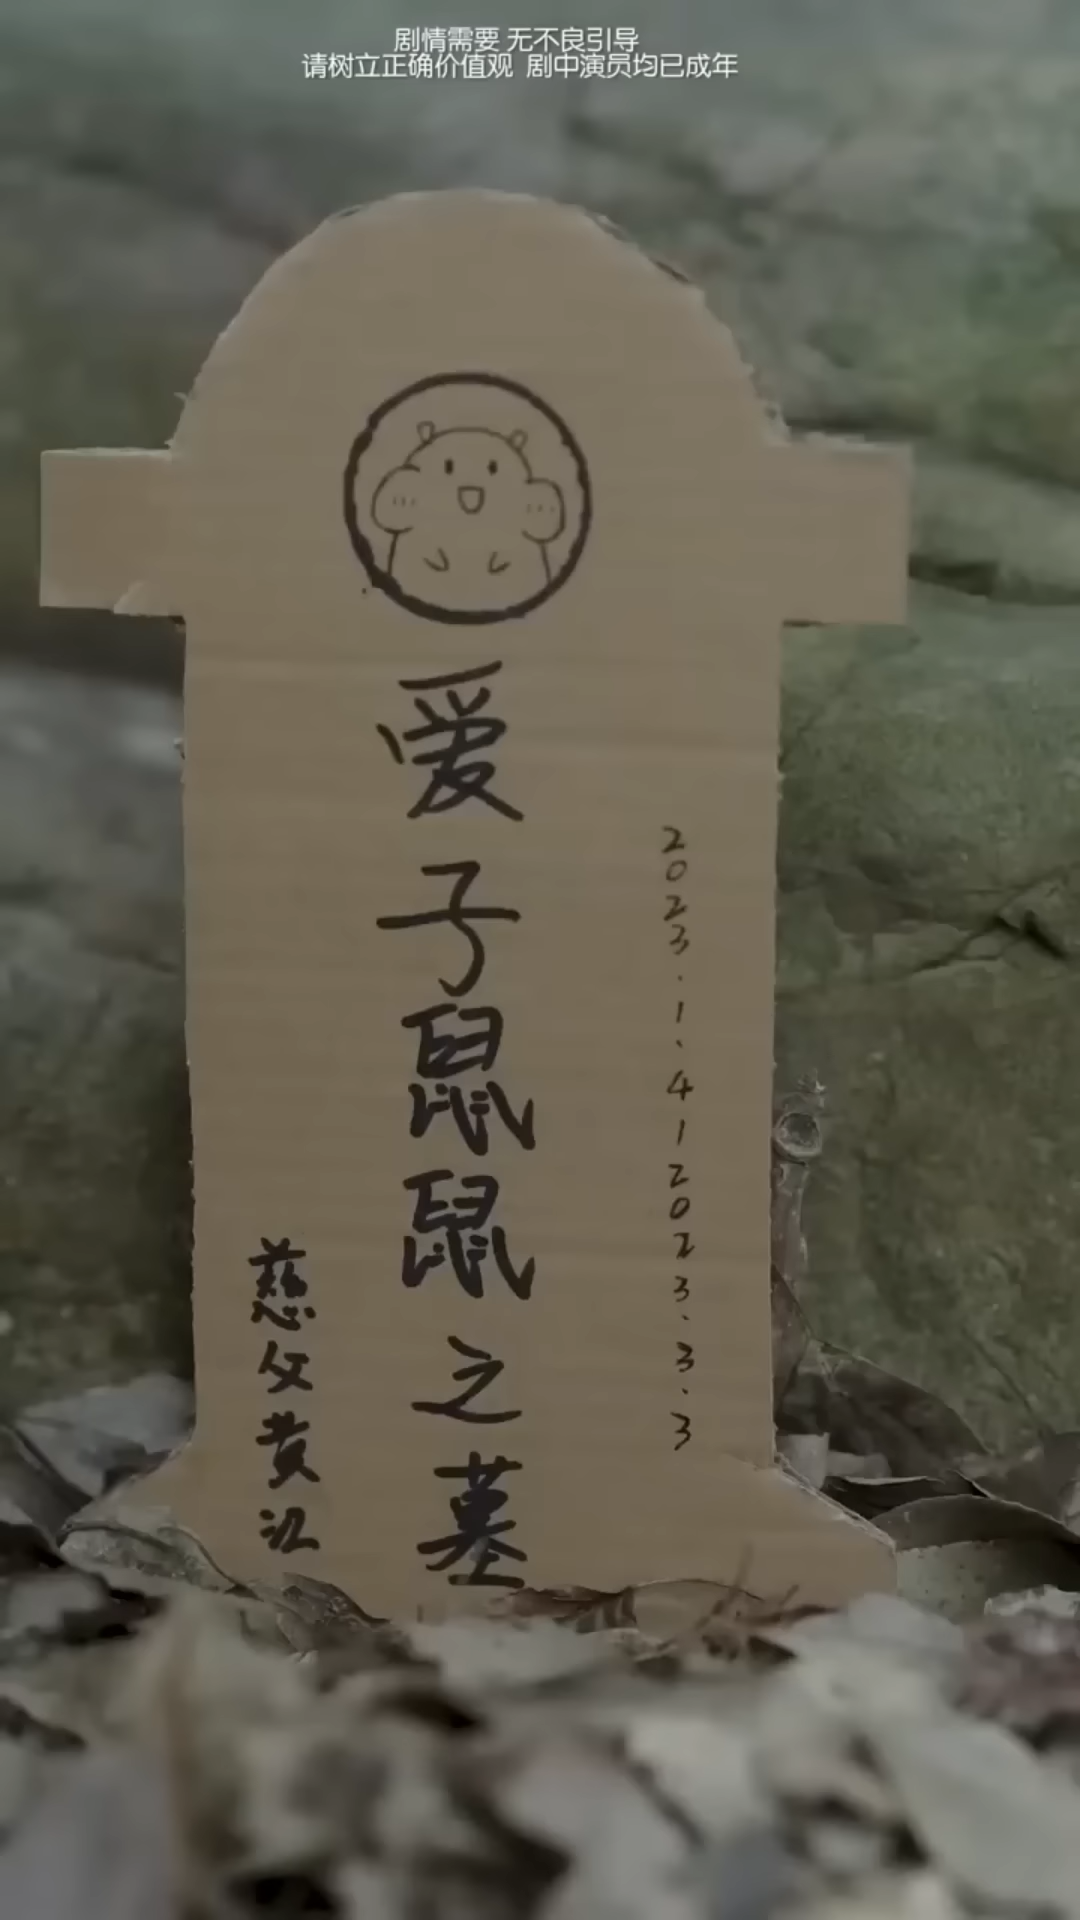 剧情需要 无不良引导
请树立正确价值观 剧中演员均已成年
2023.1.4-2023.3.3
爱子鼠鼠之墓
慈父黄江